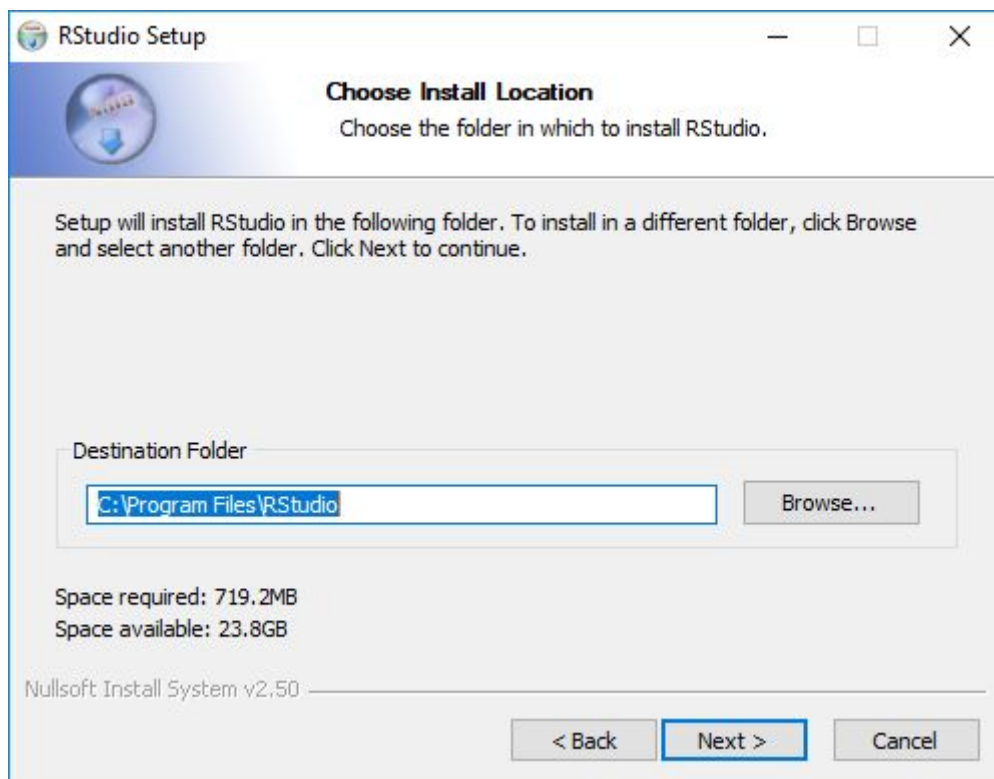 RStudio Setup
Choose Install Location
Choose the folder in which to install RStudio.
Setup will install RStudio in the following folder. To install in a different folder, click Browse
and select another folder. Click Next to continue.
Destination Folder
C:\Program Files\RStudio
Browse...
Space required: 719.2MB
Space available: 23.8GB
Nullsoft Install System v2.50
< Back
Next >
Cancel